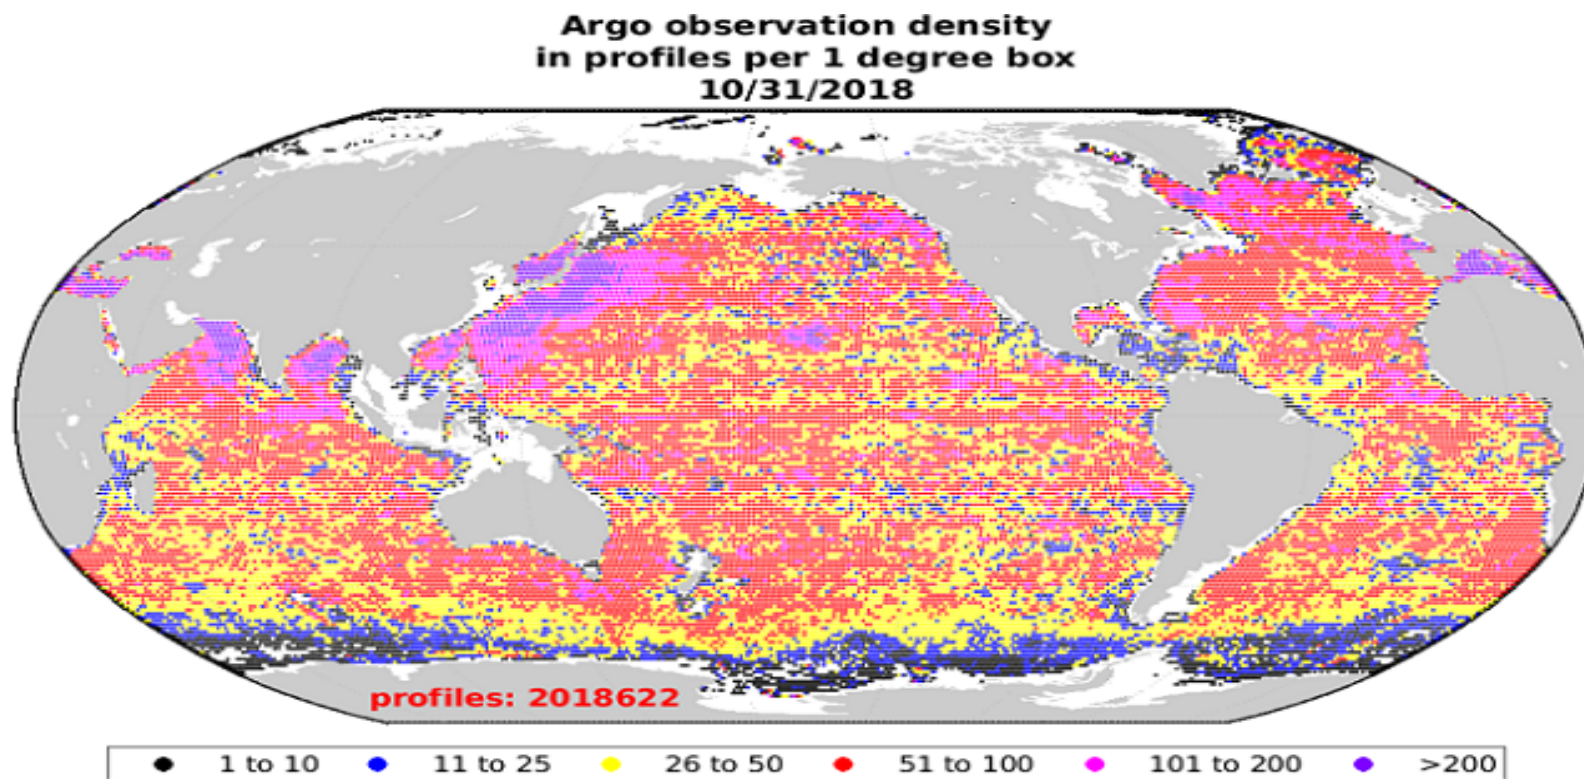 Argo observation density
in profiles per 1 degree box
10/31/2018
profiles: 2018622
1 to 10 11 to 25 26 to 50 51 to 100 101 to 200 >200